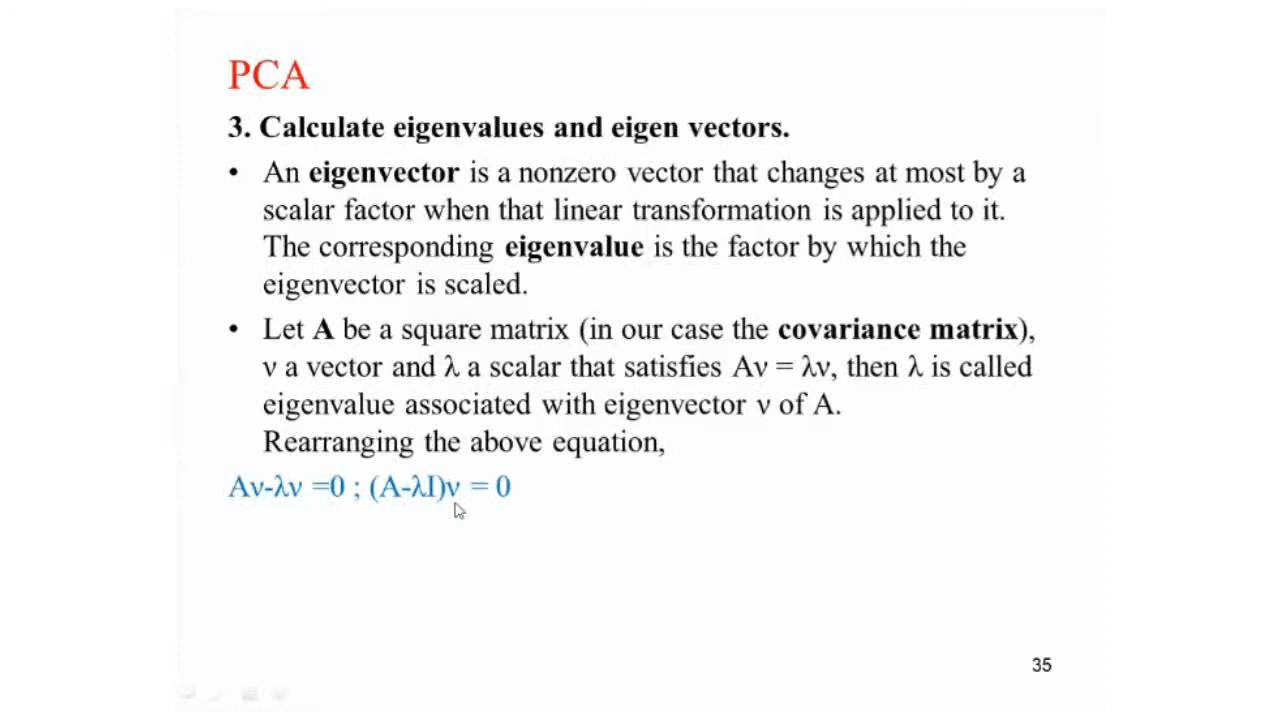 PCA
3. Calculate eigenvalues and eigen vectors.
• An eigenvector is a nonzero vector that changes at most by a
scalar factor when that linear transformation is applied to it.
The corresponding eigenvalue is the factor by which the
eigenvector is scaled.
• Let A be a square matrix (in our case the covariance matrix),
ν a vector and λ a scalar that satisfies Aν = λν, then λ is called
eigenvalue associated with eigenvector ν of A.
Rearranging the above equation,
Aν-λν =0 ; (A-λI)ν = 0
35